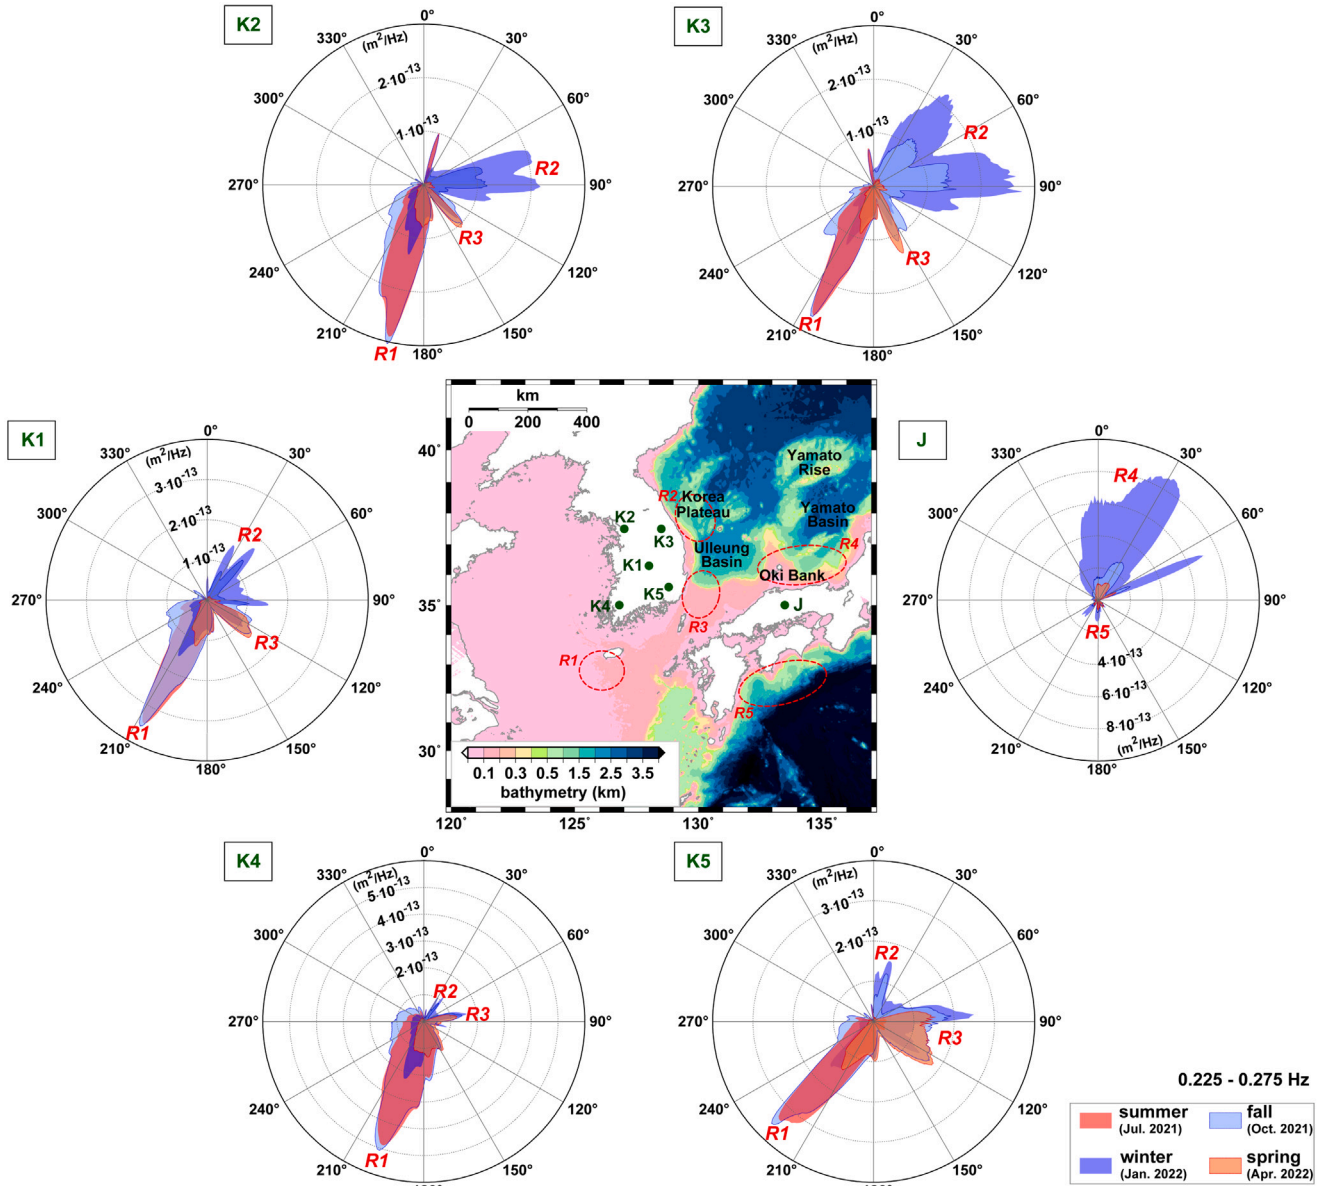 K2
0°
30°
60°
90°
120°
150°
180°
210°
240°
270°
300°
330°
(m²/Hz)
2·10⁻¹³
1·10⁻¹³
R2
R3
R1
K3
0°
30°
60°
90°
120°
150°
180°
210°
240°
270°
300°
330°
(m²/Hz)
2·10⁻¹³
1·10⁻¹³
R2
R3
R1
K1
0°
30°
60°
90°
120°
150°
180°
210°
240°
270°
300°
330°
(m²/Hz)
3·10⁻¹³
2·10⁻¹³
1·10⁻¹³
R2
R3
R1
km
0 200 400
40°
35°
30°
120° 125° 130° 135°
Yamato
Rise
R2
Korea
Plateau
Yamato
Basin
K2
K3
Ulleung
Basin
R4
K1
Oki Bank
K5
K4
J
R3
R1
R5
0.1 0.3 0.5 1.5 2.5 3.5
bathymetry (km)
J
0°
30°
60°
90°
120°
150°
180°
210°
240°
270°
300°
330°
R4
R5
4·10⁻¹³
6·10⁻¹³
8·10⁻¹³
(m²/Hz)
K4
0°
30°
60°
90°
120°
150°
210°
240°
270°
300°
330°
(m²/Hz)
5·10⁻¹³
4·10⁻¹³
3·10⁻¹³
2·10⁻¹³
R2
R3
R1
K5
0°
30°
60°
90°
120°
150°
180°
210°
240°
270°
300°
330°
(m²/Hz)
3·10⁻¹³
2·10⁻¹³
R2
R3
R1
0.225 - 0.275 Hz
summer
(Jul. 2021)
fall
(Oct. 2021)
winter
(Jan. 2022)
spring
(Apr. 2022)